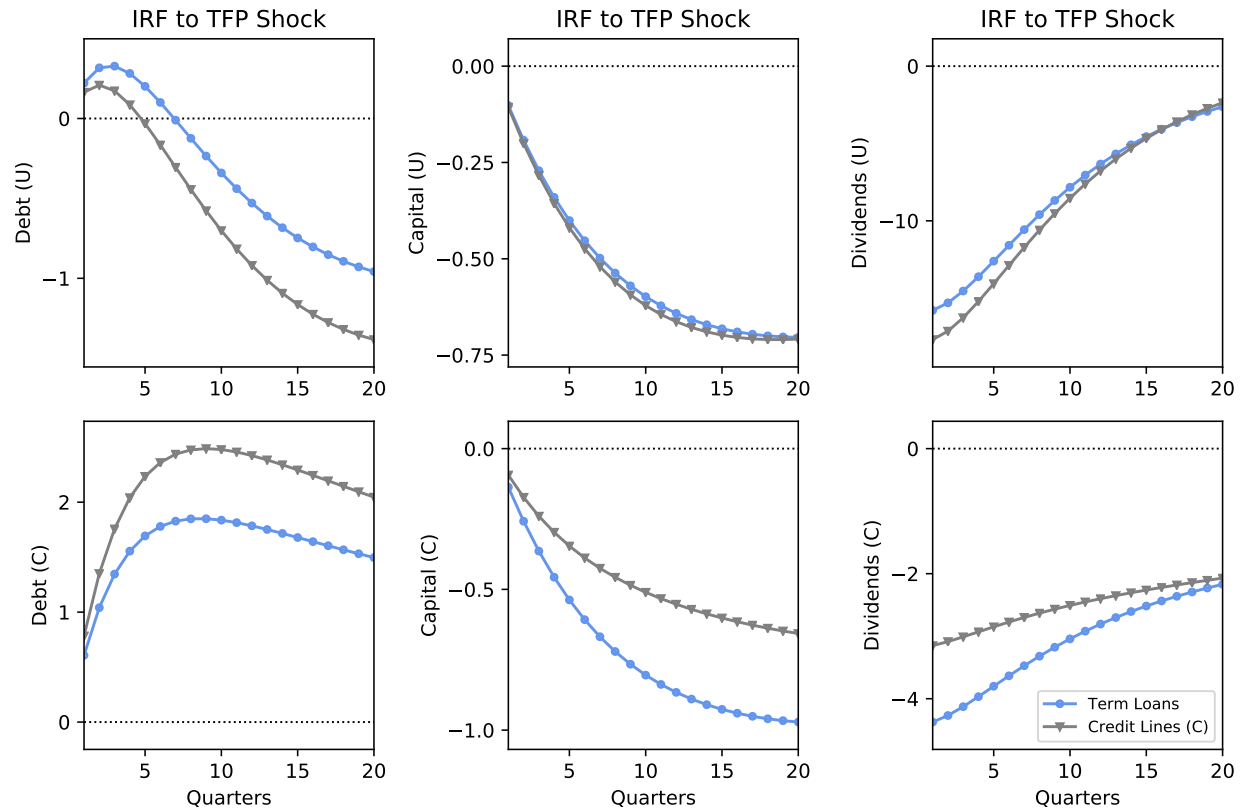 IRF to TFP Shock
Debt (U)
0
−1
5 10 15 20
IRF to TFP Shock
Capital (U)
0.00
−0.25
−0.50
−0.75
5 10 15 20
IRF to TFP Shock
Dividends (U)
0
−10
5 10 15 20
Debt (C)
2
1
0
5 10 15 20
Quarters
Capital (C)
0.0
−0.5
−1.0
5 10 15 20
Quarters
Dividends (C)
0
−2
−4
Term Loans
Credit Lines (C)
5 10 15 20
Quarters